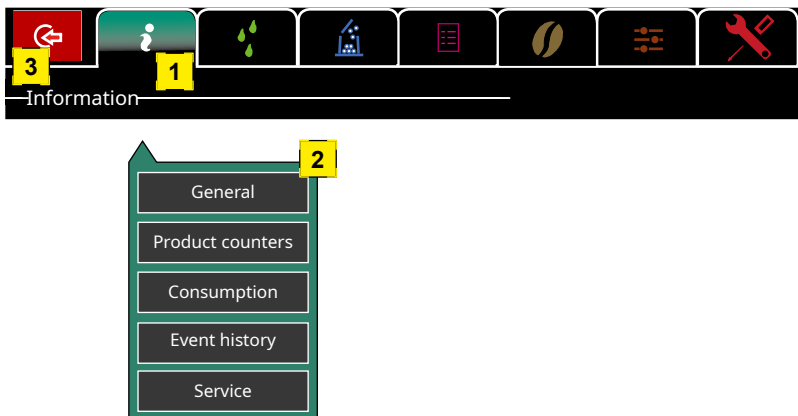 3
1
Information
2
General
Product counters
Consumption
Event history
Service